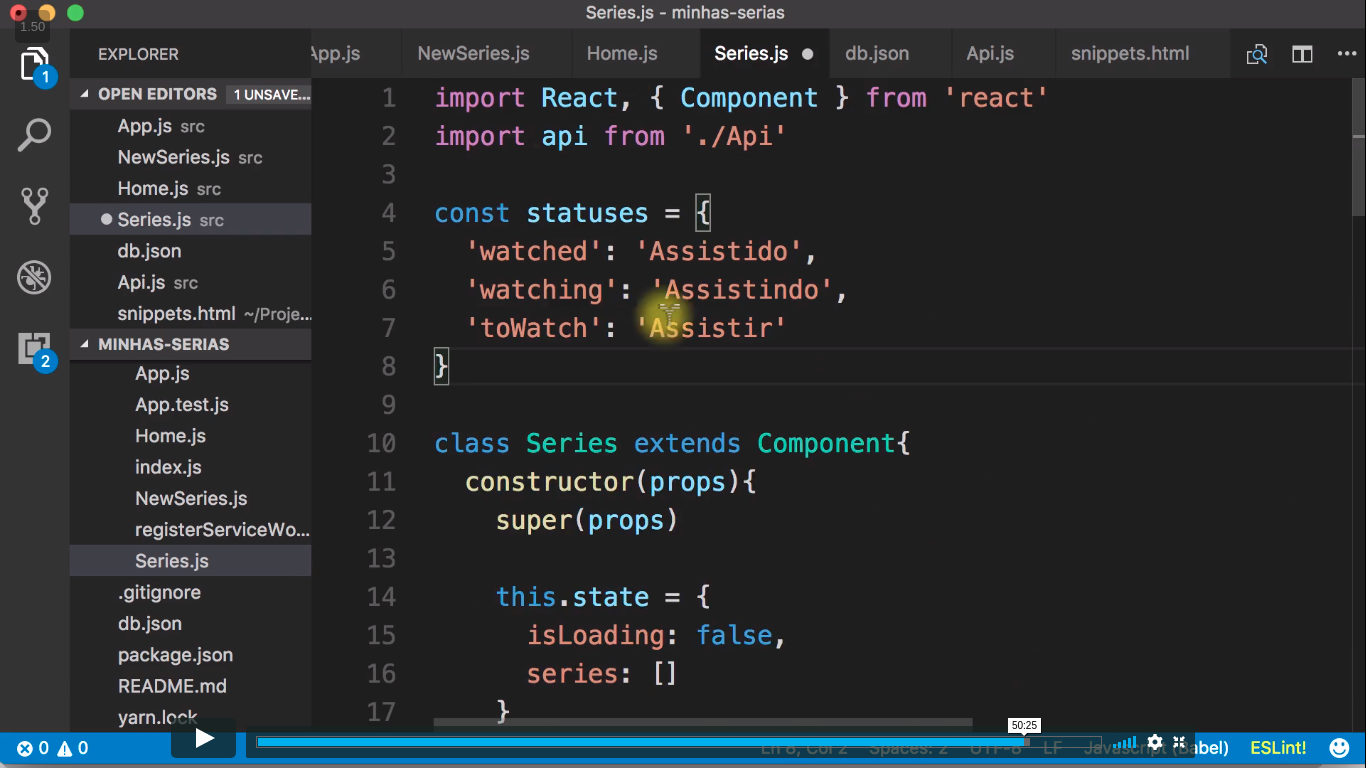 Series.js - minhas-serias
1.50
EXPLORER
App.js NewSeries.js Home.js Series.js db.json Api.js snippets.html
OPEN EDITORS 1 UNSAVE...
App.js src
NewSeries.js src
Home.js src
Series.js src
db.json
Api.js src
snippets.html ~/Proje...
MINHAS-SERIAS
App.js
App.test.js
Home.js
index.js
NewSeries.js
registerServiceWo...
Series.js
.gitignore
db.json
package.json
README.md
yarn.lock
1
2
1 import React, { Component } from 'react'
2 import api from './Api'
3
4 const statuses = {
5 'watched': 'Assistido',
6 'watching': 'Assistindo',
7 'toWatch': 'Assistir'
8 }
9
10 class Series extends Component{
11 constructor(props){
12 super(props)
13
14 this.state = {
15 isLoading: false,
16 series: []
17 }
50:25
0 0 Ln 8, Col 2 Spaces: 2 UTF-8 LF Javascript (Babel) ESLint!